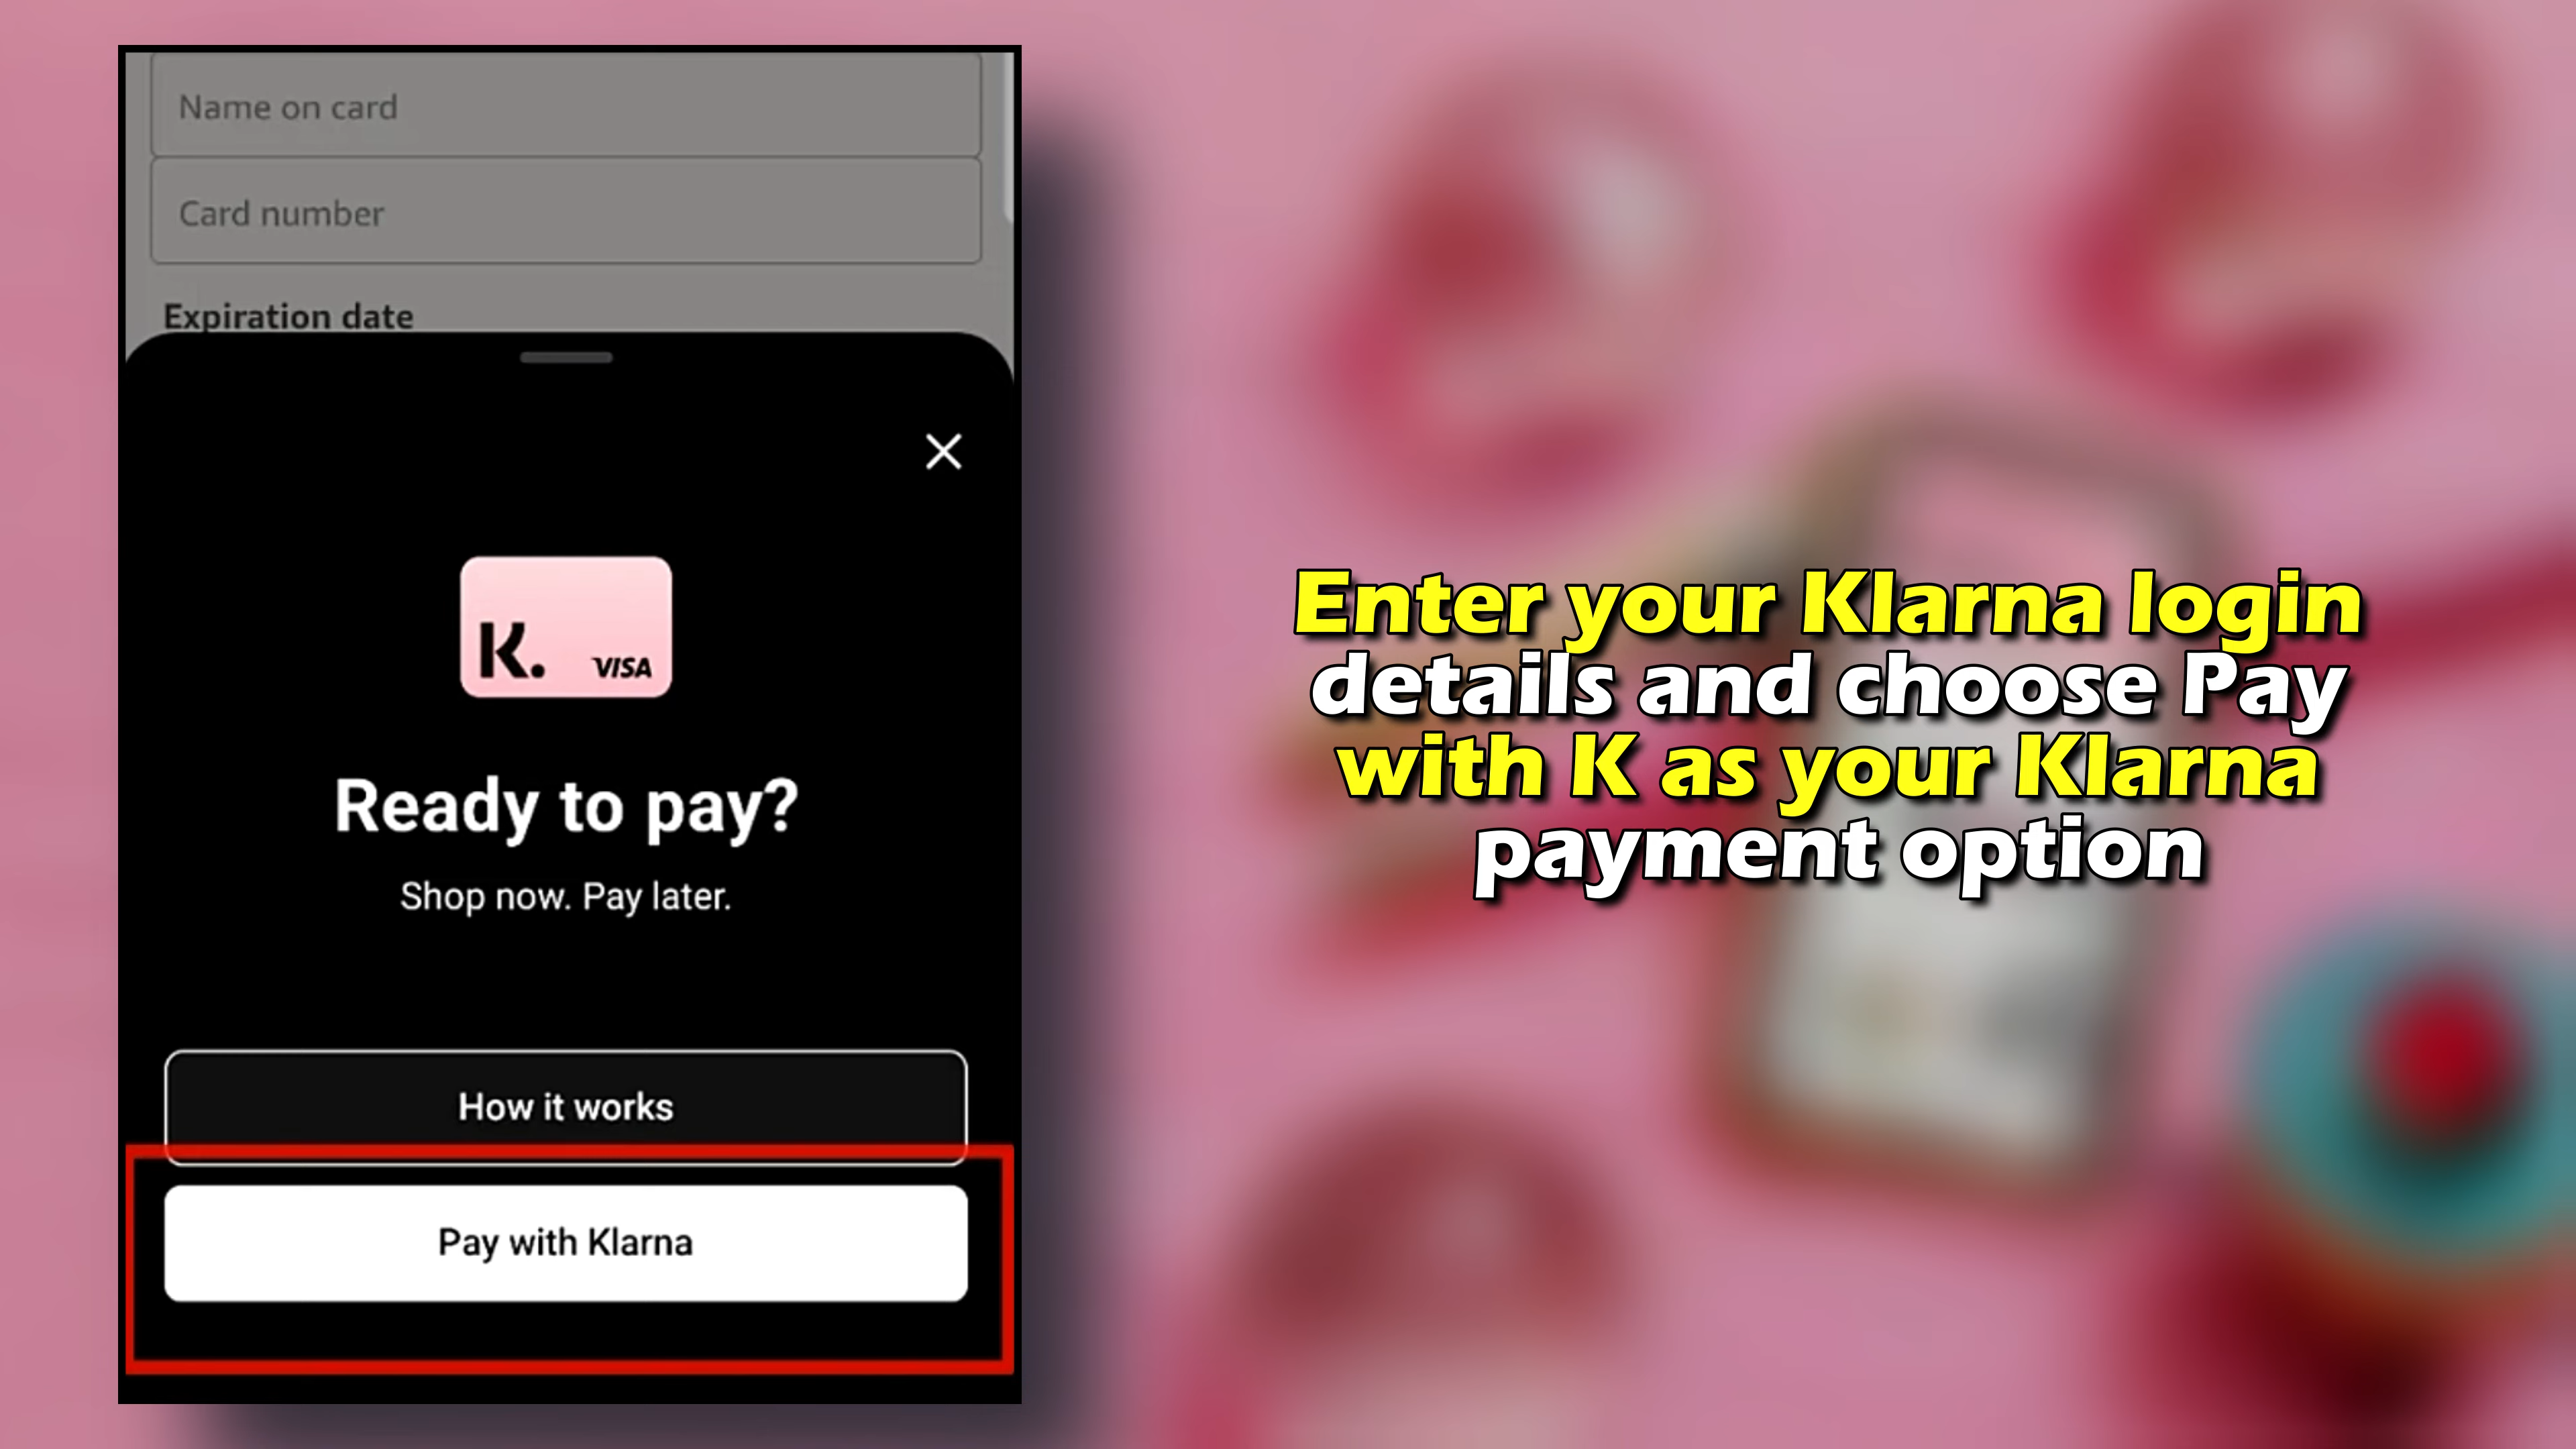 Name on card
Card number
Expiration date
K.
VISA
Ready to pay?
Shop now. Pay later.
How it works
Pay with Klarna
Enter your Klarna login
details and choose Pay
with K as your Klarna
payment option